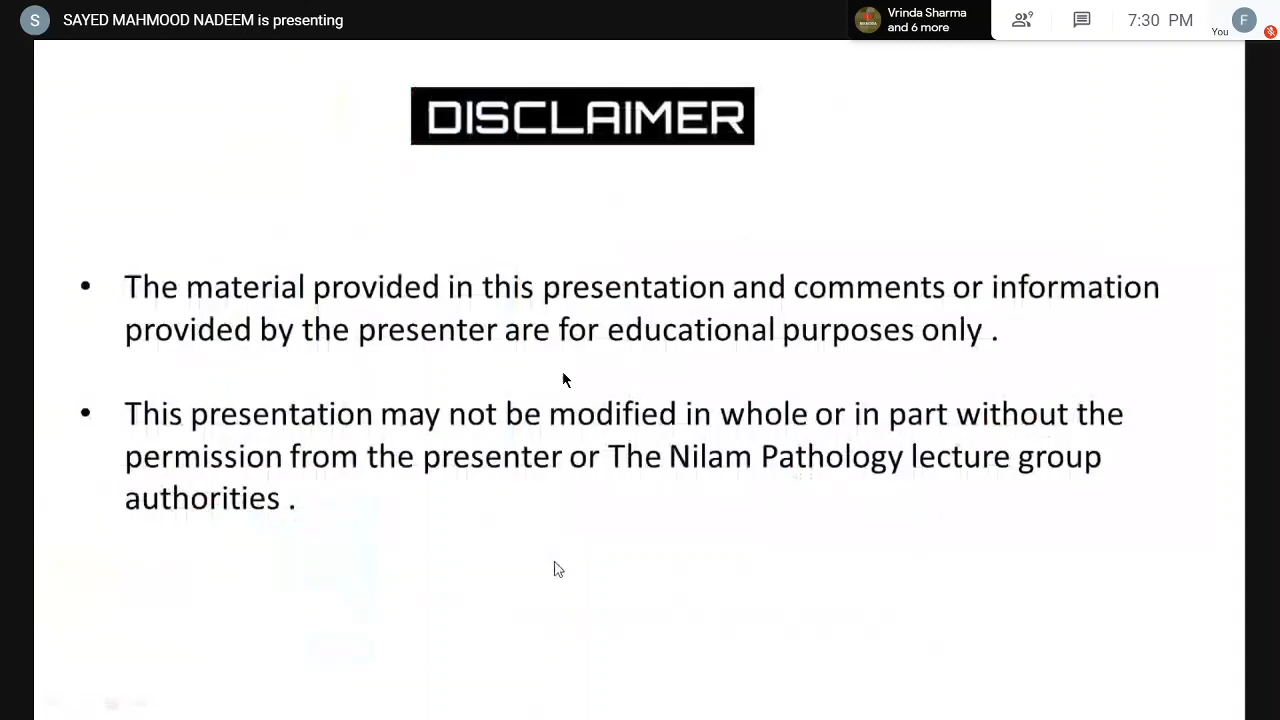 S SAYED MAHMOOD NADEEM is presenting
Vrinda Sharma
and 6 more
9
7:30 PM
You
F
DISCLAIMER
• The material provided in this presentation and comments or information
provided by the presenter are for educational purposes only .
• This presentation may not be modified in whole or in part without the
permission from the presenter or The Nilam Pathology lecture group
authorities .